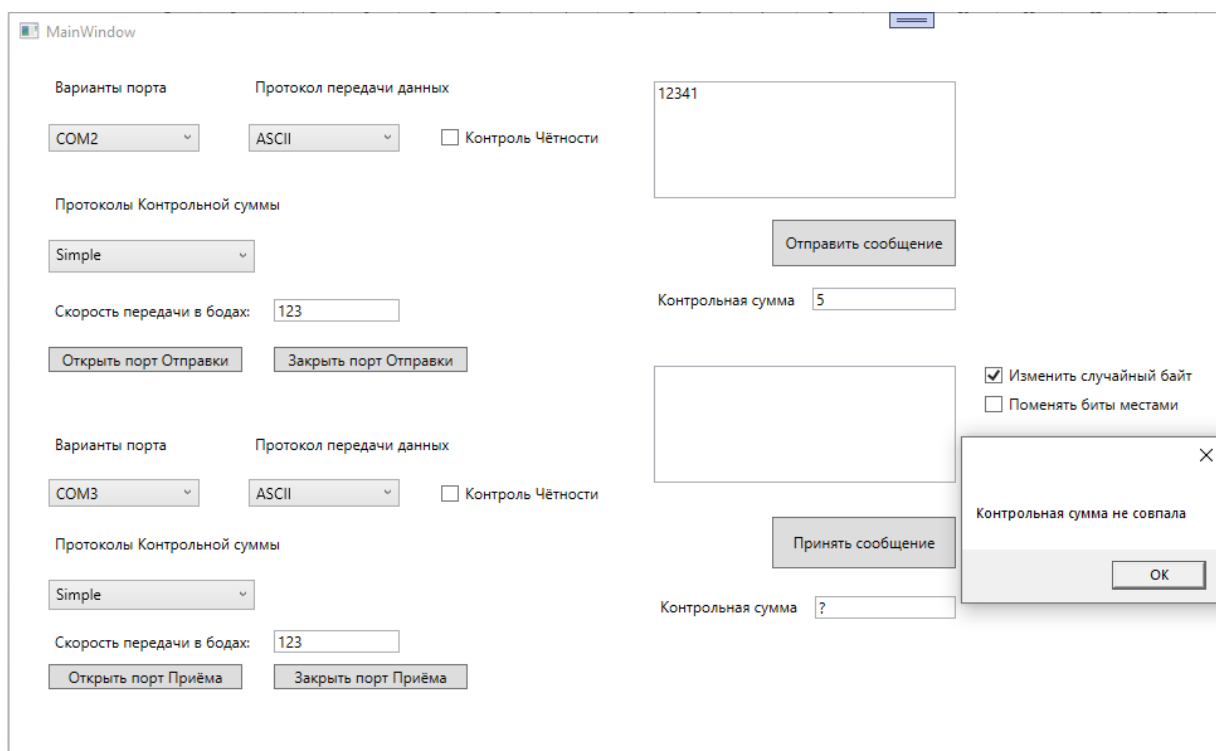 MainWindow
Варианты порта
Протокол передачи данных
12341
COM2
ASCII
Контроль Чётности
Протоколы Контрольной суммы
Отправить сообщение
Simple
Контрольная сумма
5
Скорость передачи в бодах:
123
Открыть порт Отправки
Закрыть порт Отправки
Изменить случайный байт
Поменять биты местами
Варианты порта
Протокол передачи данных
COM3
ASCII
Контроль Чётности
Контрольная сумма не совпала
Протоколы Контрольной суммы
Принять сообщение
OK
Simple
Контрольная сумма
?
Скорость передачи в бодах:
123
Открыть порт Приёма
Закрыть порт Приёма